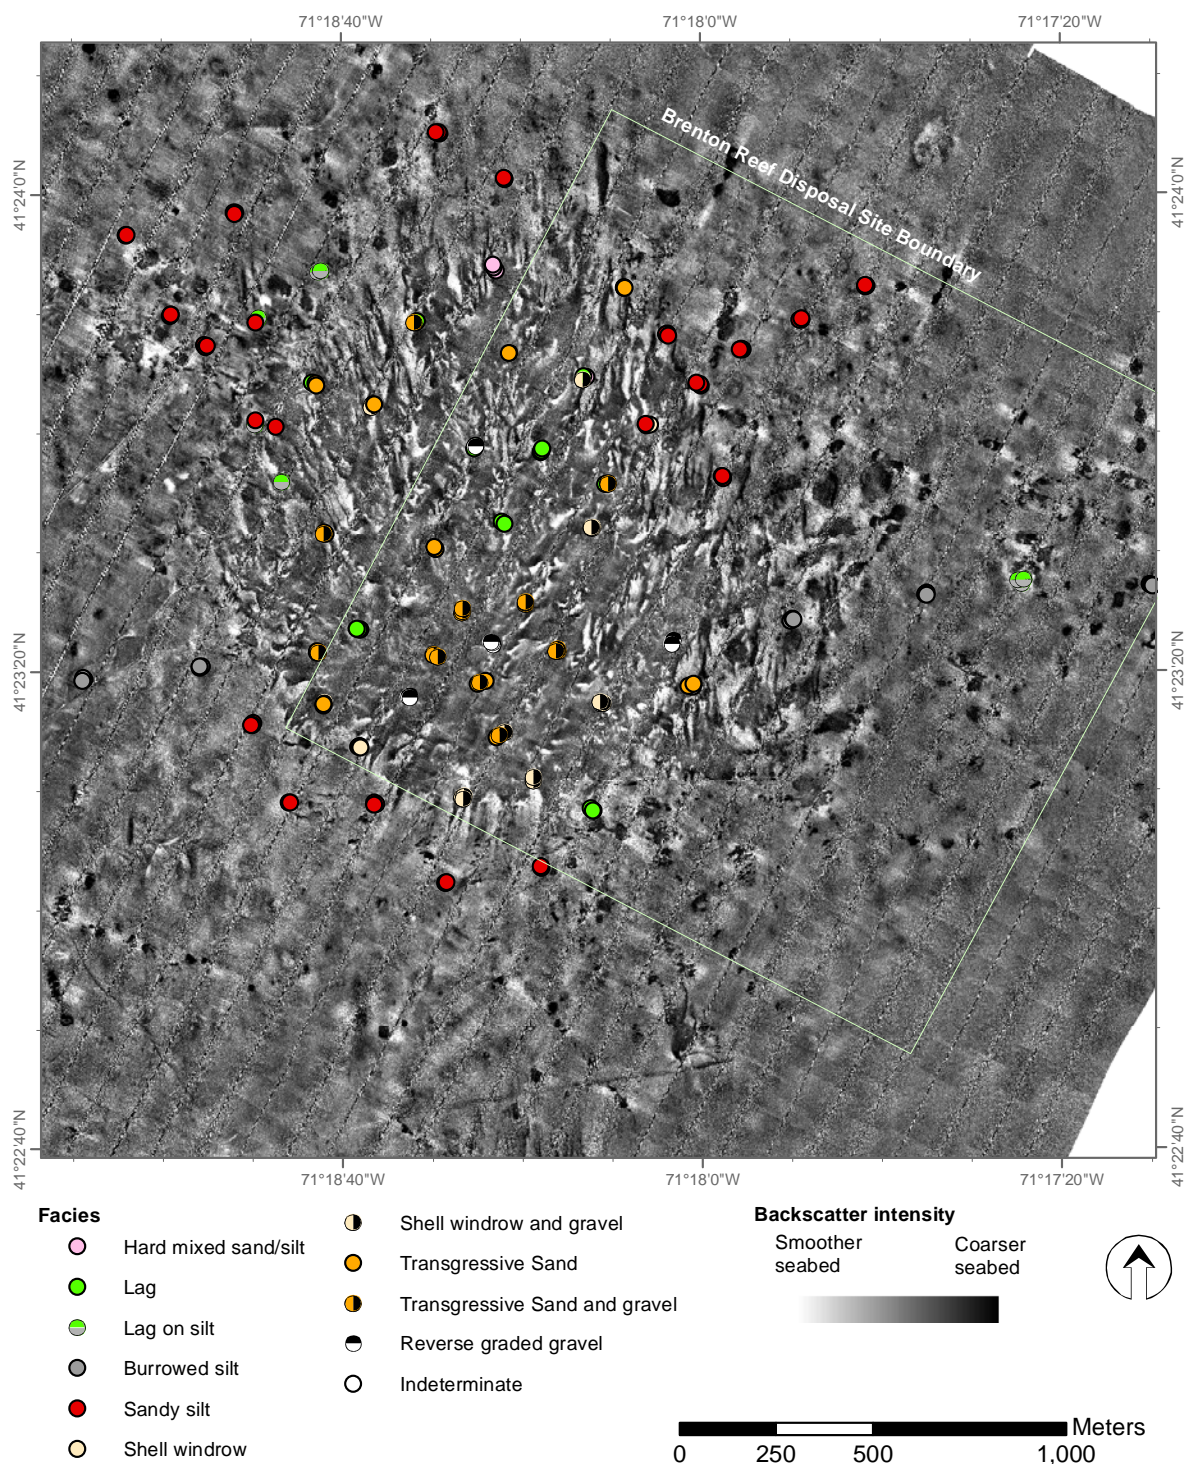 71°18'40"W
71°18'0"W
71°17'20"W
Brenton Reef Disposal Site Boundary
41°24'0"N
41°24'0"N
41°23'20"N
41°23'20"N
41°22'40"N
41°22'40"N
71°18'40"W
71°18'0"W
71°17'20"W
Facies
Hard mixed sand/silt
Lag
Lag on silt
Burrowed silt
Sandy silt
Shell windrow
Shell windrow and gravel
Transgressive Sand
Transgressive Sand and gravel
Reverse graded gravel
Indeterminate
Backscatter intensity
Smoother
seabed
Coarser
seabed
Meters
0 250 500 1,000